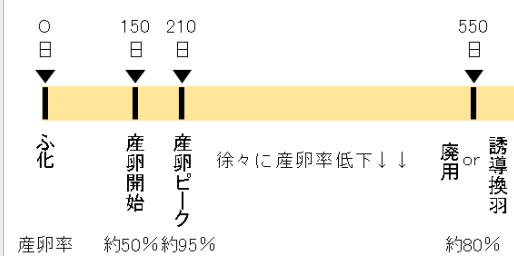 0日 150日 210日 550日
ふ化 産卵開始 産卵ピーク 徐々に産卵率低下↓↓ 廃用or誘導換羽
産卵率 約50% 約95% 約80%